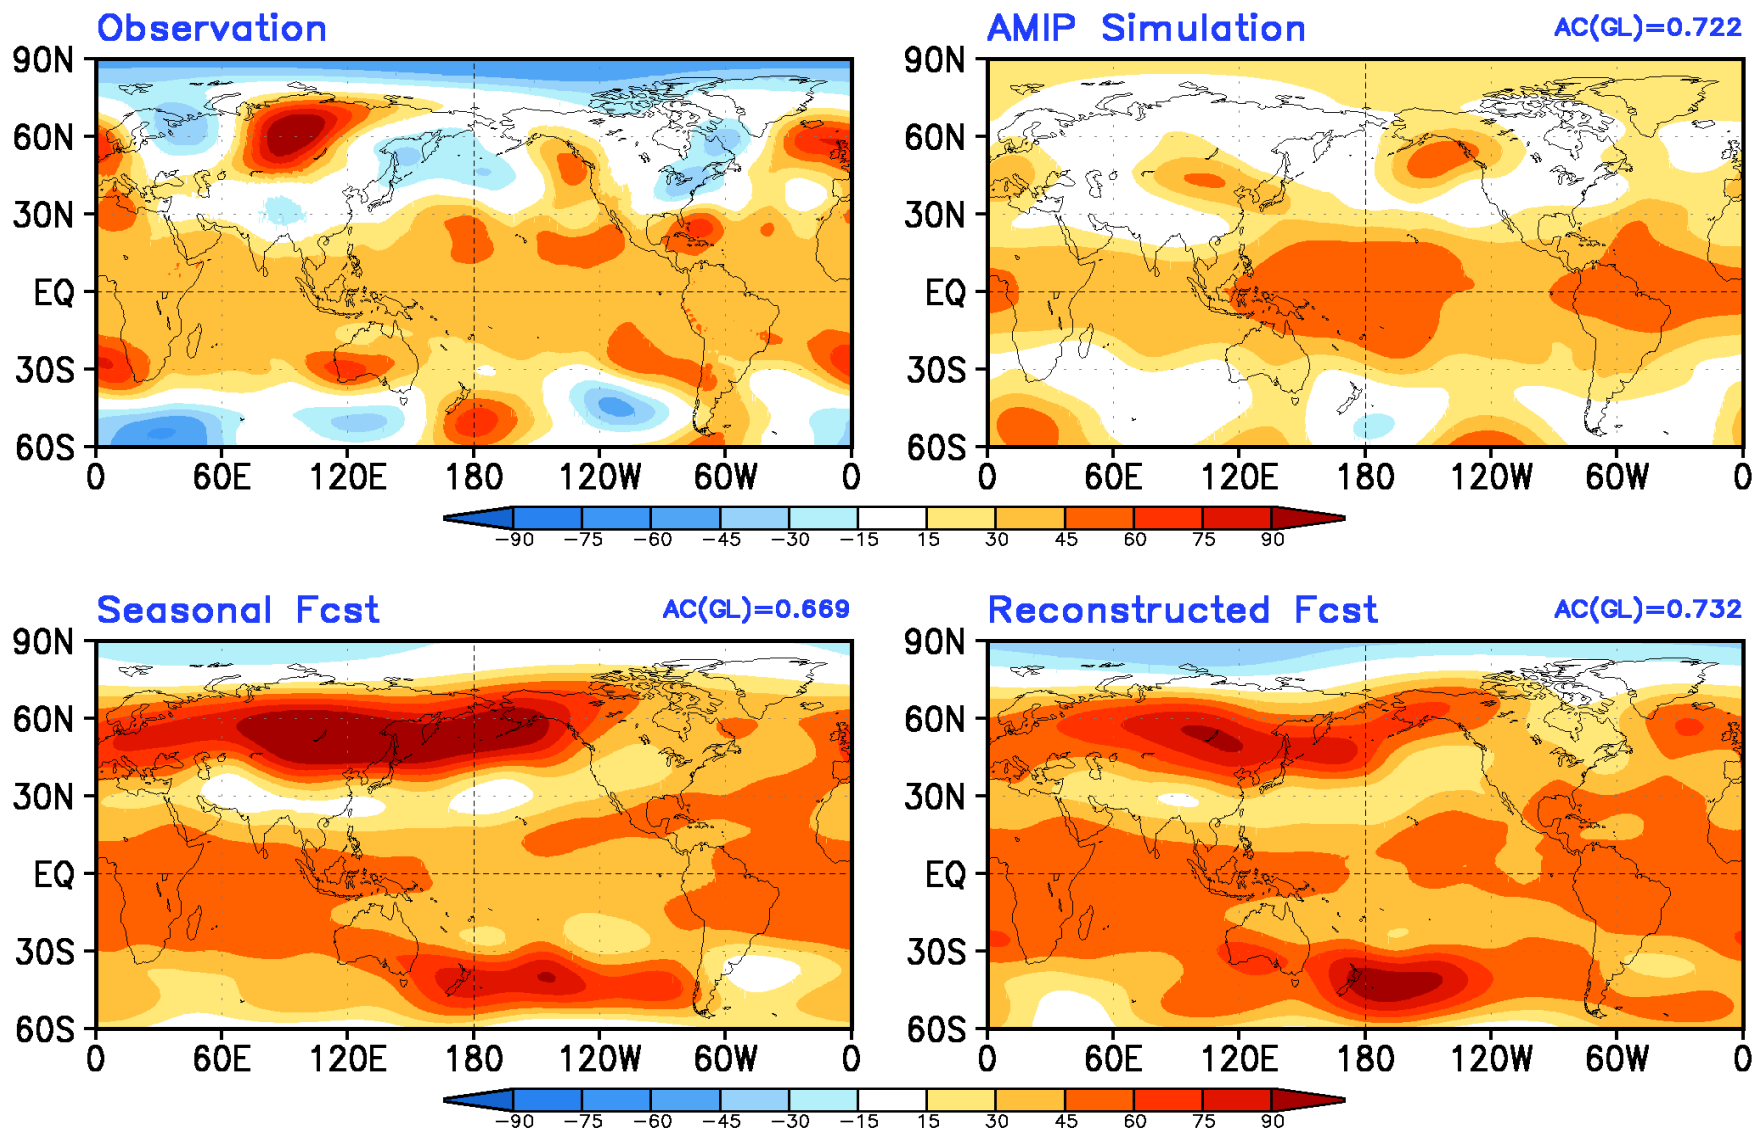 Observation
AMIP Simulation AC(GL)=0.722
90N 90N
60N 60N
30N 30N
EQ EQ
30S 30S
60S 60S
0 60E 120E 180 120W 60W 0 0 60E 120E 180 120W 60W 0
-90 -75 -60 -45 -30 -15 15 30 45 60 75 90
Seasonal Fcst AC(GL)=0.669
Reconstructed Fcst AC(GL)=0.732
90N 90N
60N 60N
30N 30N
EQ EQ
30S 30S
60S 60S
0 60E 120E 180 120W 60W 0 0 60E 120E 180 120W 60W 0
-90 -75 -60 -45 -30 -15 15 30 45 60 75 90